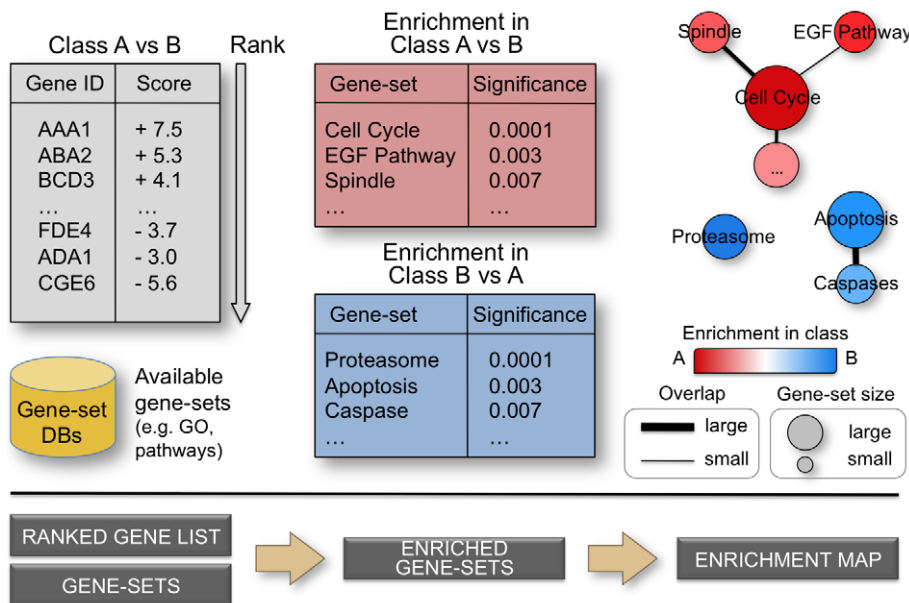 Class A vs B
Rank
Gene ID Score
AAA1 + 7.5
ABA2 + 5.3
BCD3 + 4.1
... ...
FDE4 - 3.7
ADA1 - 3.0
CGE6 - 5.6
Gene-set
DBs
Available
gene-sets
(e.g. GO,
pathways)
Enrichment in
Class A vs B
Gene-set Significance
Cell Cycle 0.0001
EGF Pathway 0.003
Spindle 0.007
... ...
Enrichment in
Class B vs A
Gene-set Significance
Proteasome 0.0001
Apoptosis 0.003
Caspase 0.007
... ...
Spindle
EGF Pathway
Cell Cycle
...
Proteasome
Apoptosis
Caspases
Enrichment in class
A B
Overlap
large
small
Gene-set size
large
small
RANKED GENE LIST
GENE-SETS
ENRICHED
GENE-SETS
ENRICHMENT MAP